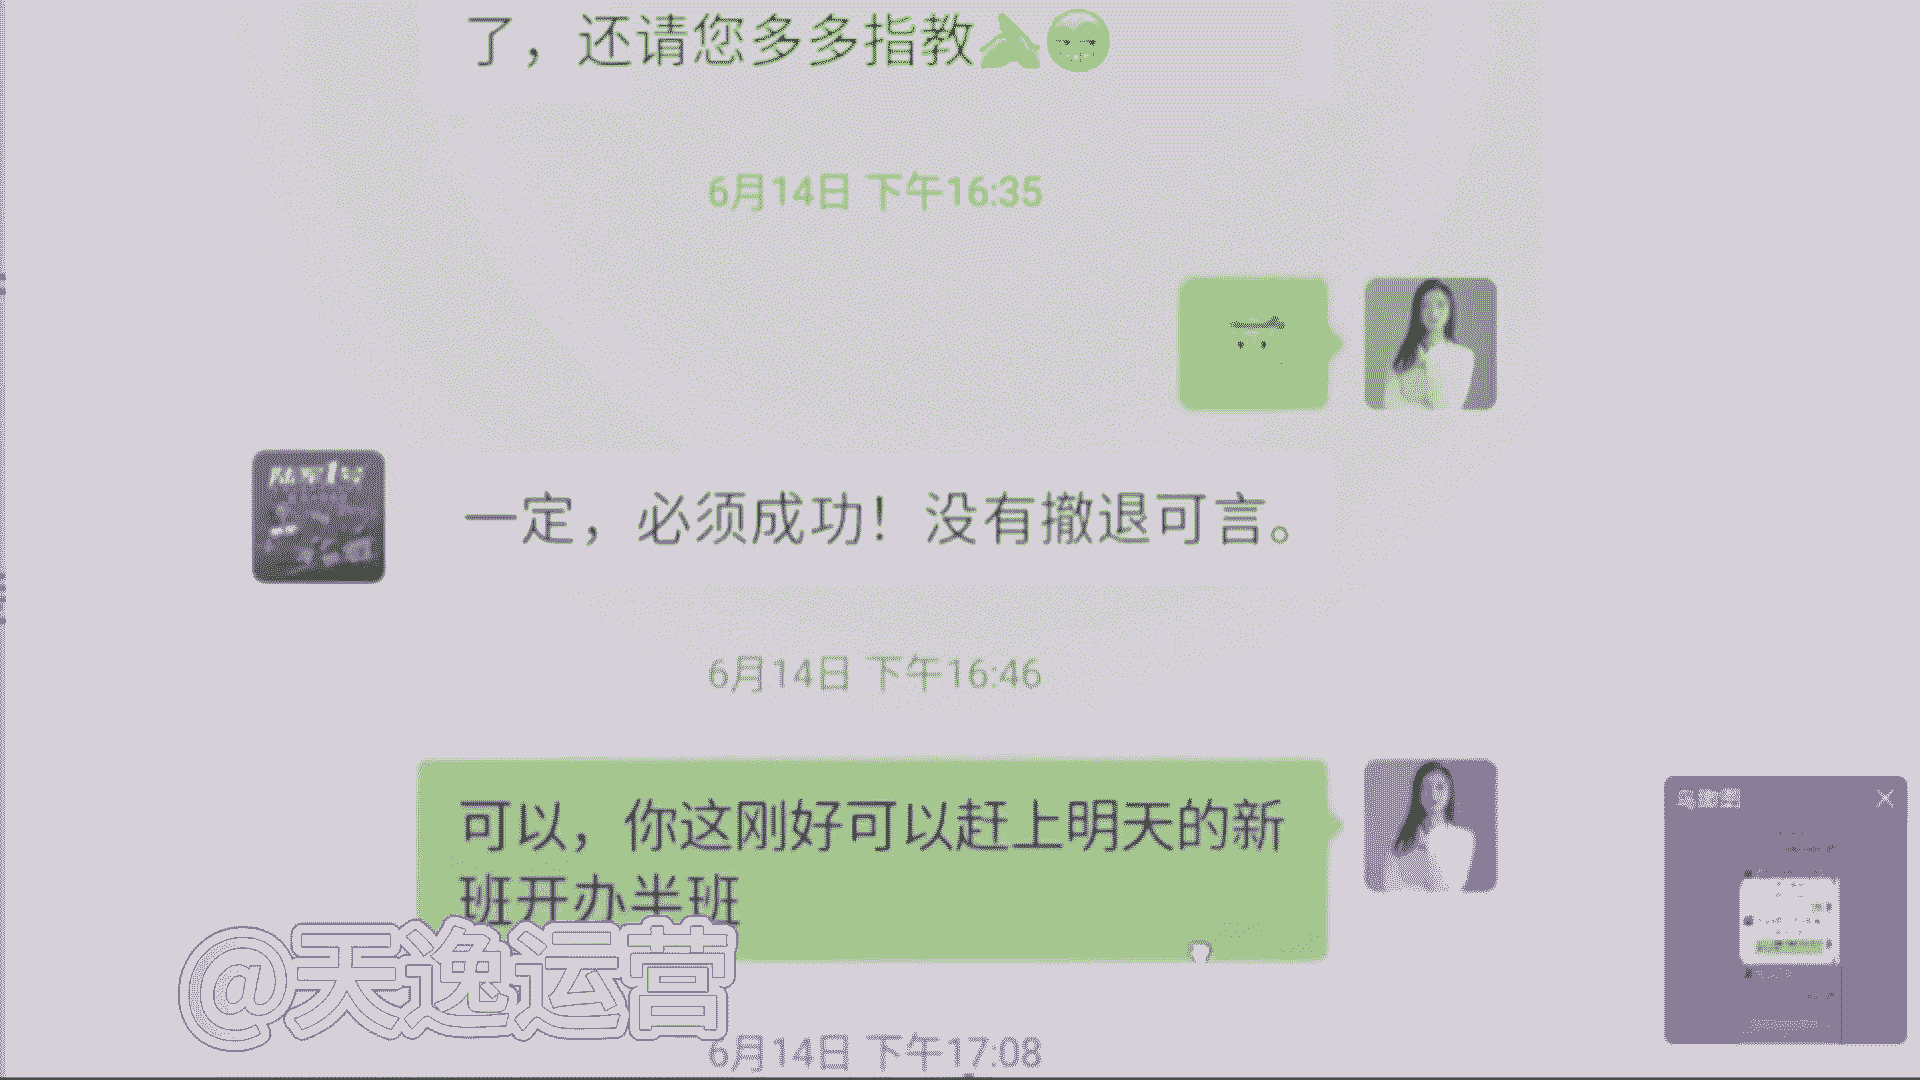 了，还请您多多指教
6月14日 下午16:35
一定，必须成功！没有撤退可言。
6月14日 下午16:46
可以，你这刚好可以赶上明天的新
班开办半班
@天逸运营
6月14日 下午17:08
鸟瞰图